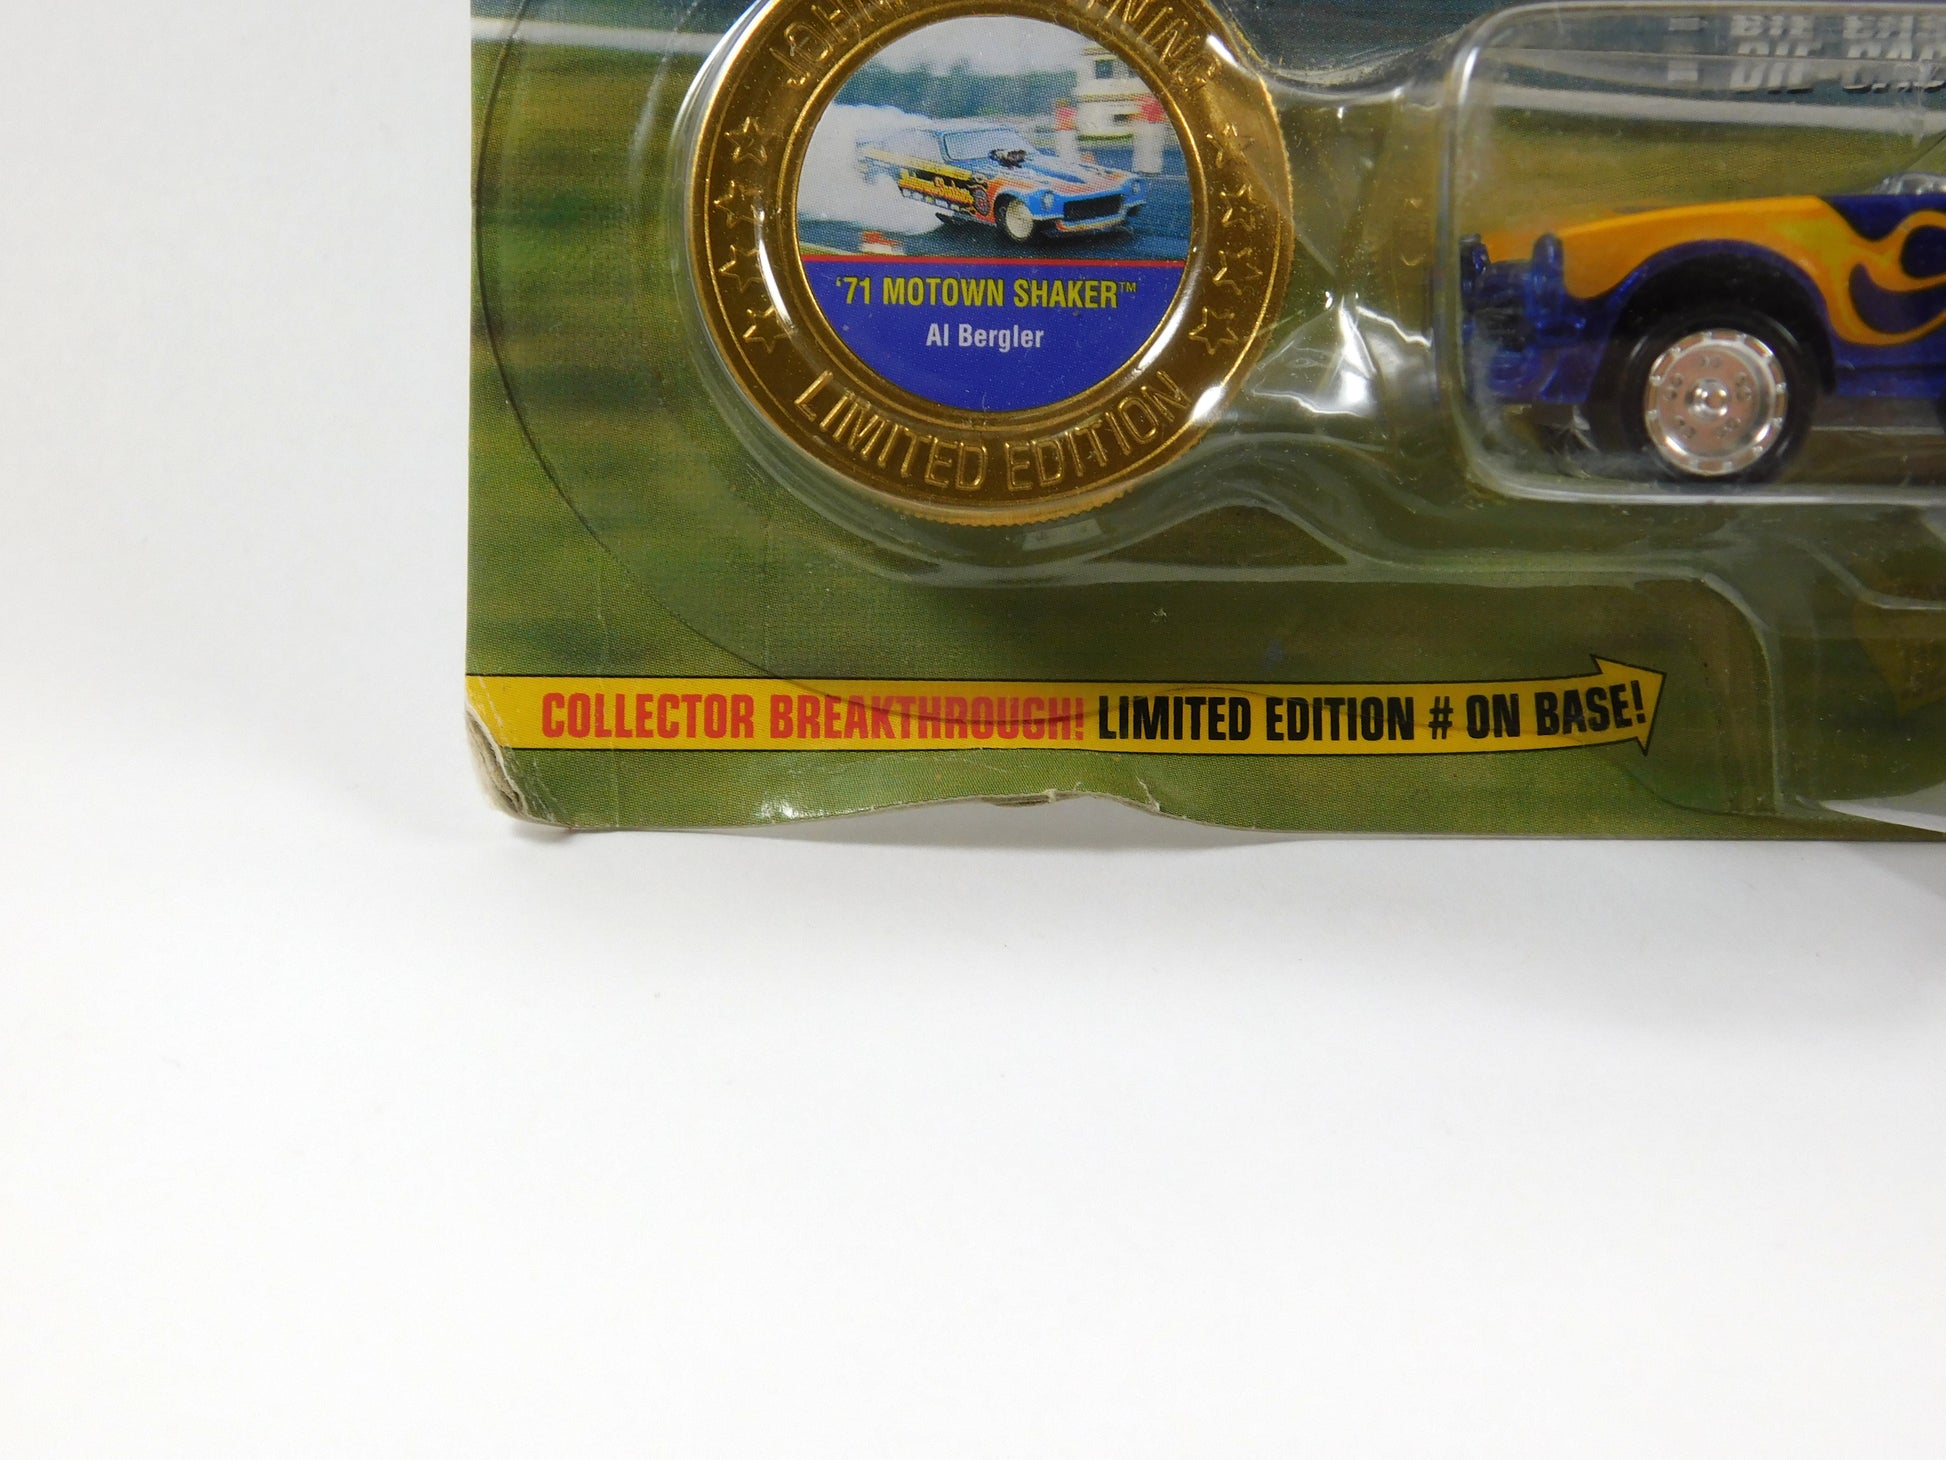 '71 MOTOWN SHAKER™
Al Bergler
LIMITED EDITION
COLLECTOR BREAKTHROUGH! LIMITED EDITION # ON BASE!